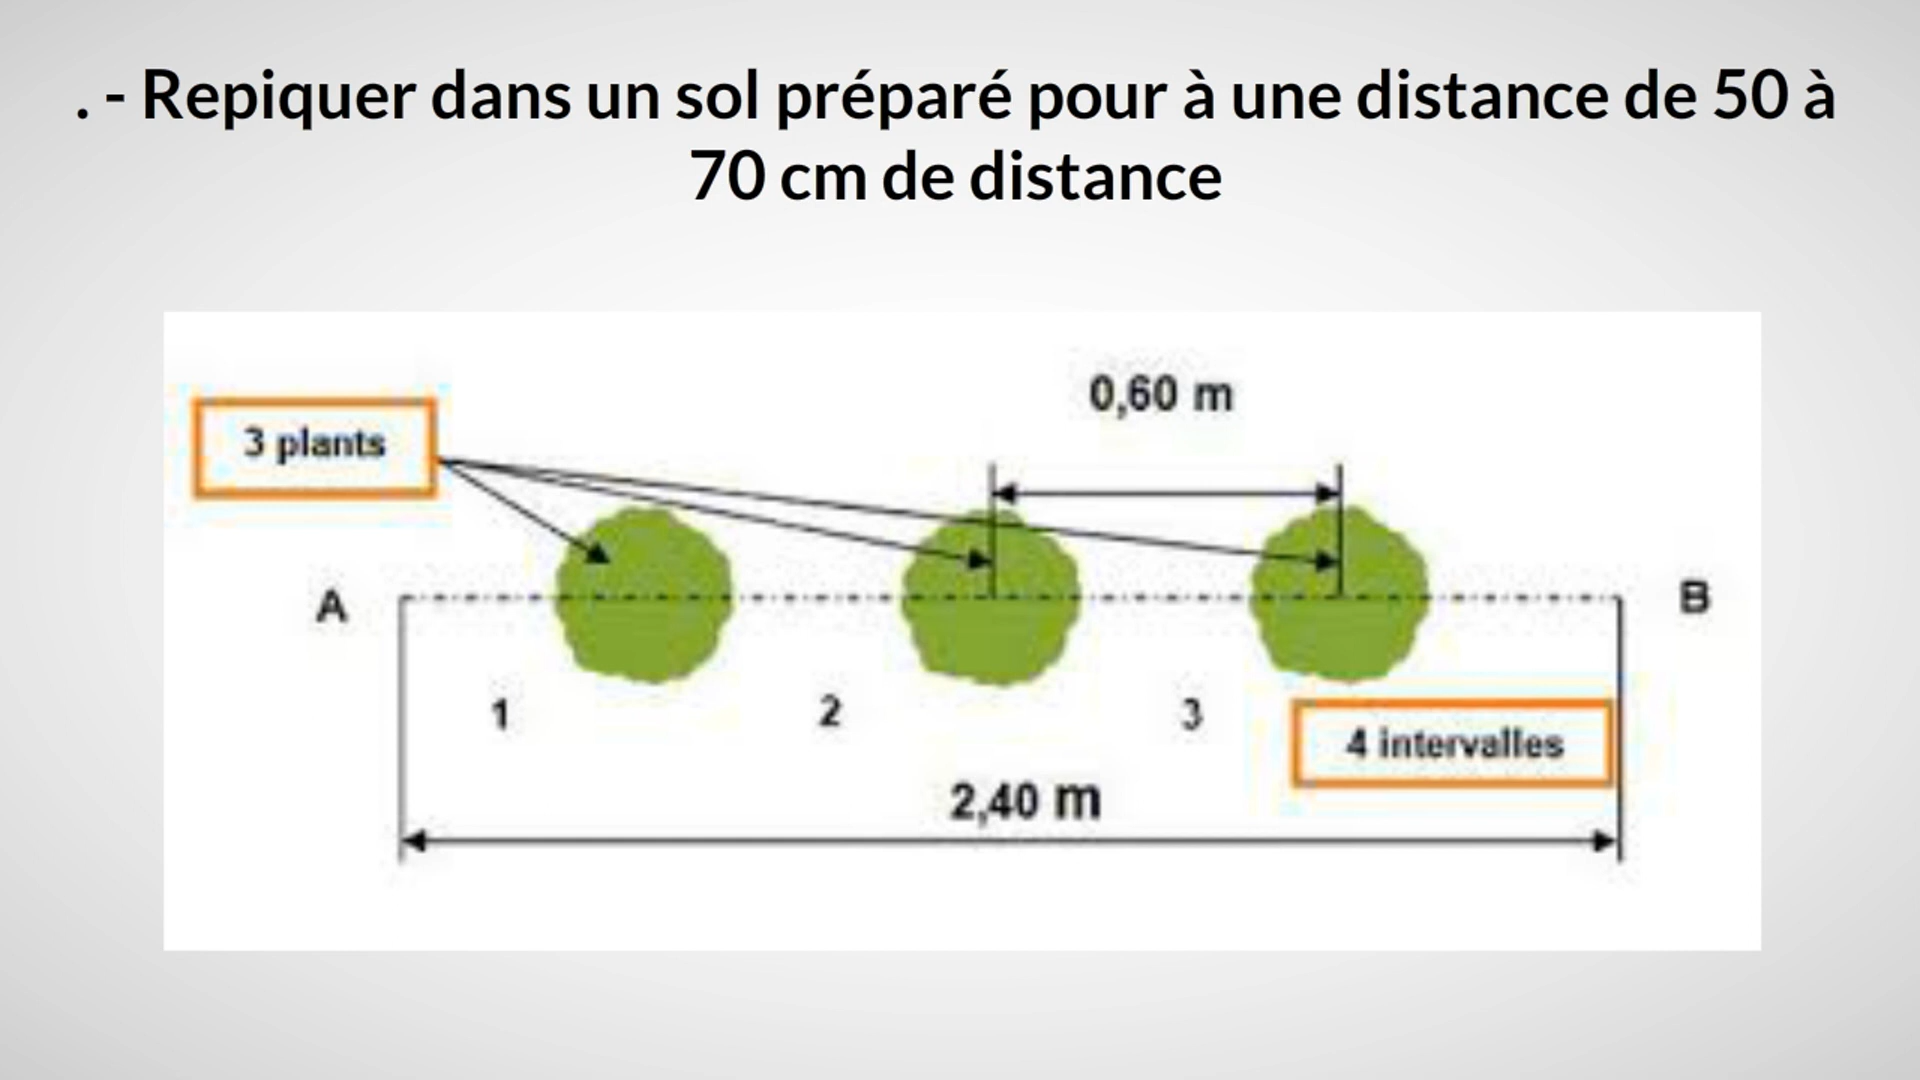 . - Repiquer dans un sol préparé pour à une distance de 50 à
70 cm de distance
0,60 m
3 plants
A
B
1
2
3
4 intervalles
2,40 m